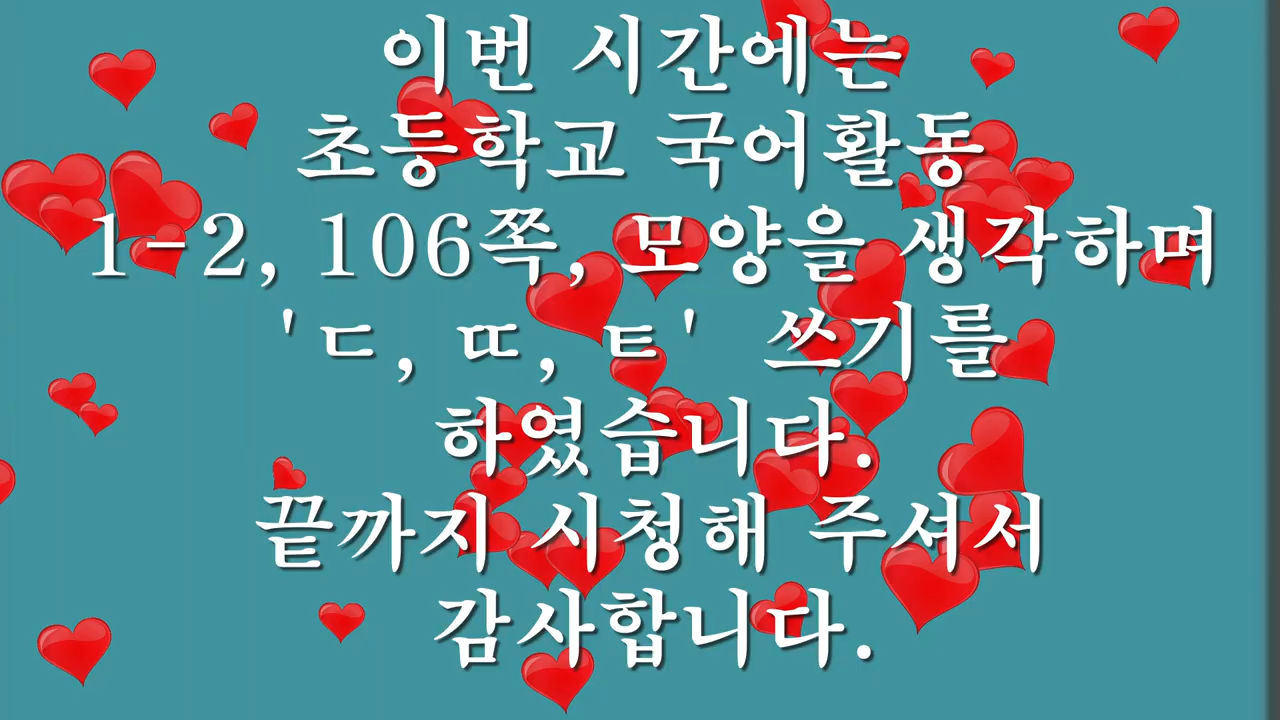 이번 시간에는
초등학교 국어활동
1-2, 106쪽, 모양을 생각하며
'ㄷ, ㄸ, ㅌ' 쓰기를
하였습니다.
끝까지 시청해 주셔서
감사합니다.